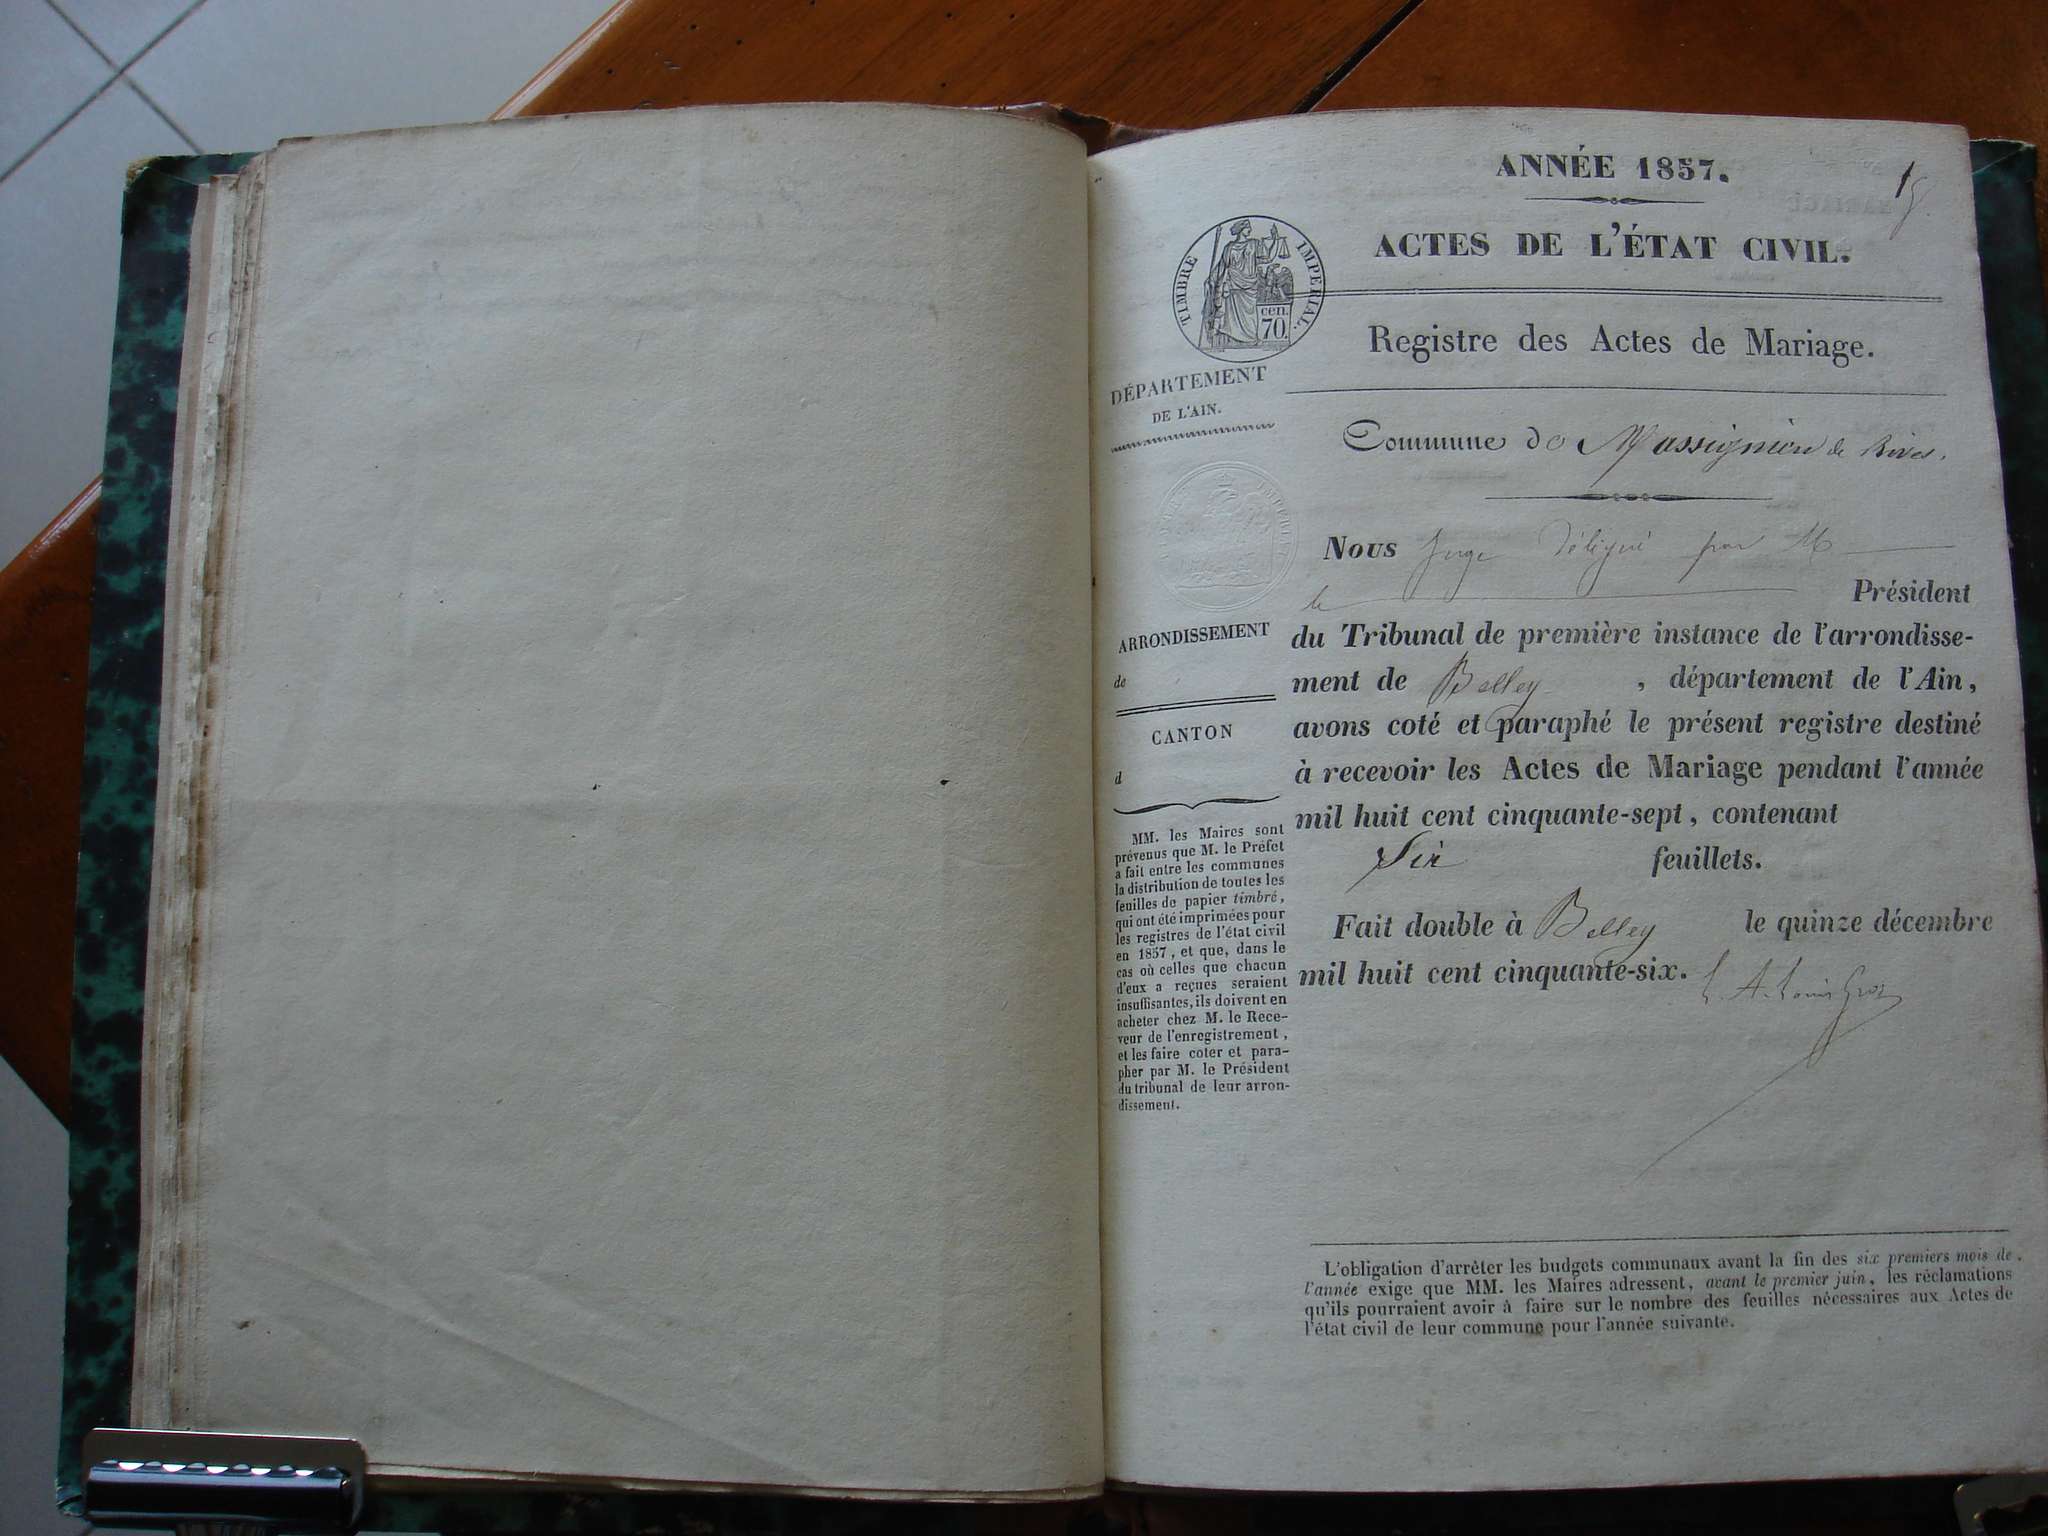 ANNÉE 1857.
1
ACTES DE L'ÉTAT CIVIL.
TIMBRE IMPERIAL.
cen.
70.
Registre des Actes de Mariage.
DÉPARTEMENT
DE L'AIN.
Commune de Massignieu de Rives.
ARRONDISSEMENT
de
CANTON
d
MM. les Maires sont
prévenus que M. le Préfet
a fait entre les communes
la distribution de toutes les
feuilles de papier timbré,
qui ont été imprimées pour
les registres de l'état civil
en 1857, et que, dans le
cas où celles que chacun
d'eux a reçues seraient
insuffisantes, ils doivent en
acheter chez M. le Rece-
veur de l'enregistrement,
et les faire coter et para-
pher par M. le Président
du tribunal de leur arron-
dissement.
Nous Juge délégué par M
le Président
du Tribunal de première instance de l'arrondisse-
ment de Belley, département de l'Ain,
avons coté et paraphé le présent registre destiné
à recevoir les Actes de Mariage pendant l'année
mil huit cent cinquante-sept, contenant
Six feuillets.
Fait double à Belley le quinze décembre
mil huit cent cinquante-six.
L'obligation d'arrêter les budgets communaux avant la fin des six premiers mois de
l'année exige que MM. les Maires adressent, avant le premier juin, les réclamations
qu'ils pourraient avoir à faire sur le nombre des feuilles nécessaires aux Actes de
l'état civil de leur commune pour l'année suivante.